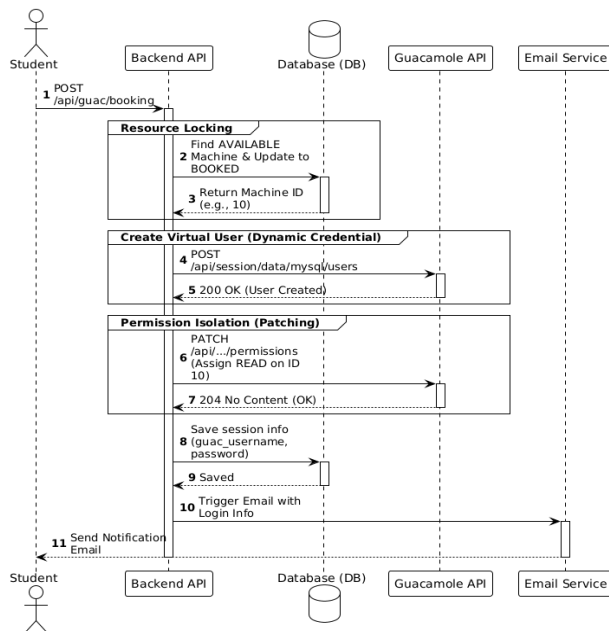 Student
Backend API
Database (DB)
Guacamole API
Email Service
1 POST
/api/guac/booking
Resource Locking
Find AVAILABLE
2 Machine & Update to
BOOKED
3 Return Machine ID
(e.g., 10)
Create Virtual User (Dynamic Credential)
4 POST
/api/session/data/mysql/users
5 200 OK (User Created)
Permission Isolation (Patching)
PATCH
/api/.../permissions
6 (Assign READ on ID
10)
7 204 No Content (OK)
Save session info
8 (guac_username,
password)
9 Saved
10 Trigger Email with
Login Info
11 Send Notification
Email
Student
Backend API
Database (DB)
Guacamole API
Email Service